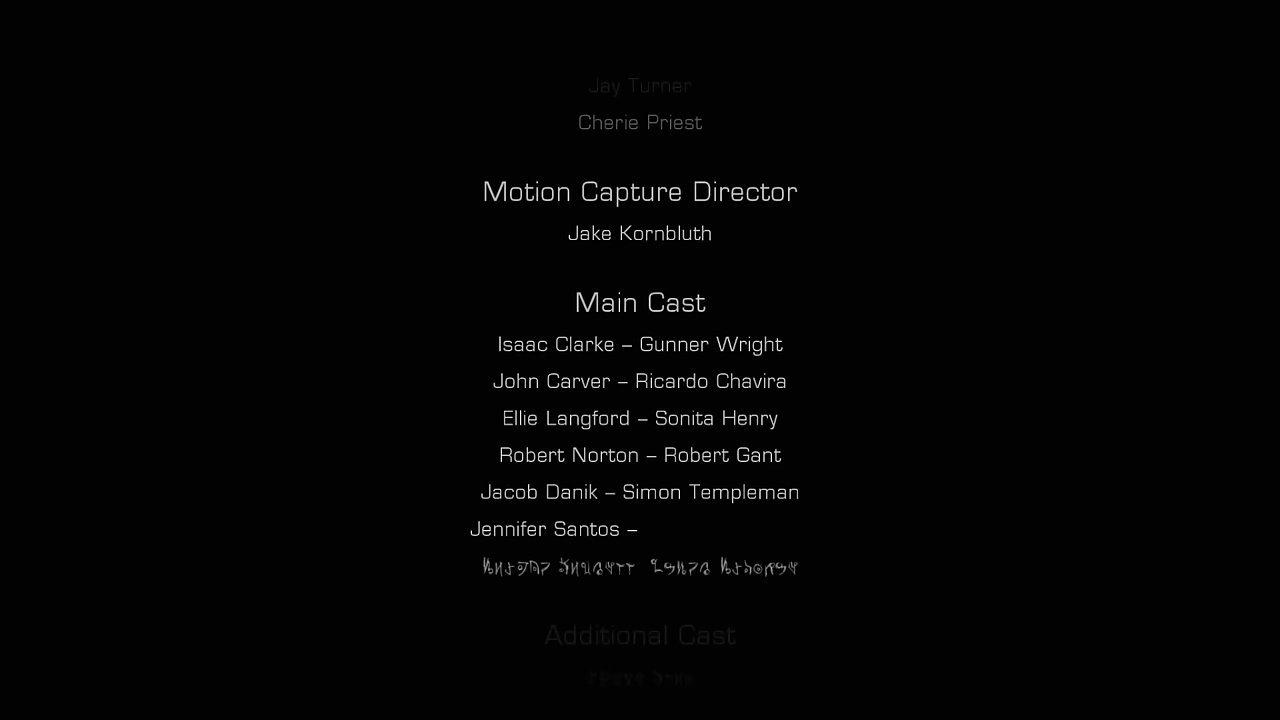 Jay Turner
Cherie Priest
Motion Capture Director
Jake Kornbluth
Main Cast
Isaac Clarke – Gunner Wright
John Carver – Ricardo Chavira
Ellie Langford – Sonita Henry
Robert Norton – Robert Gant
Jacob Danik – Simon Templeman
Jennifer Santos –
Additional Cast